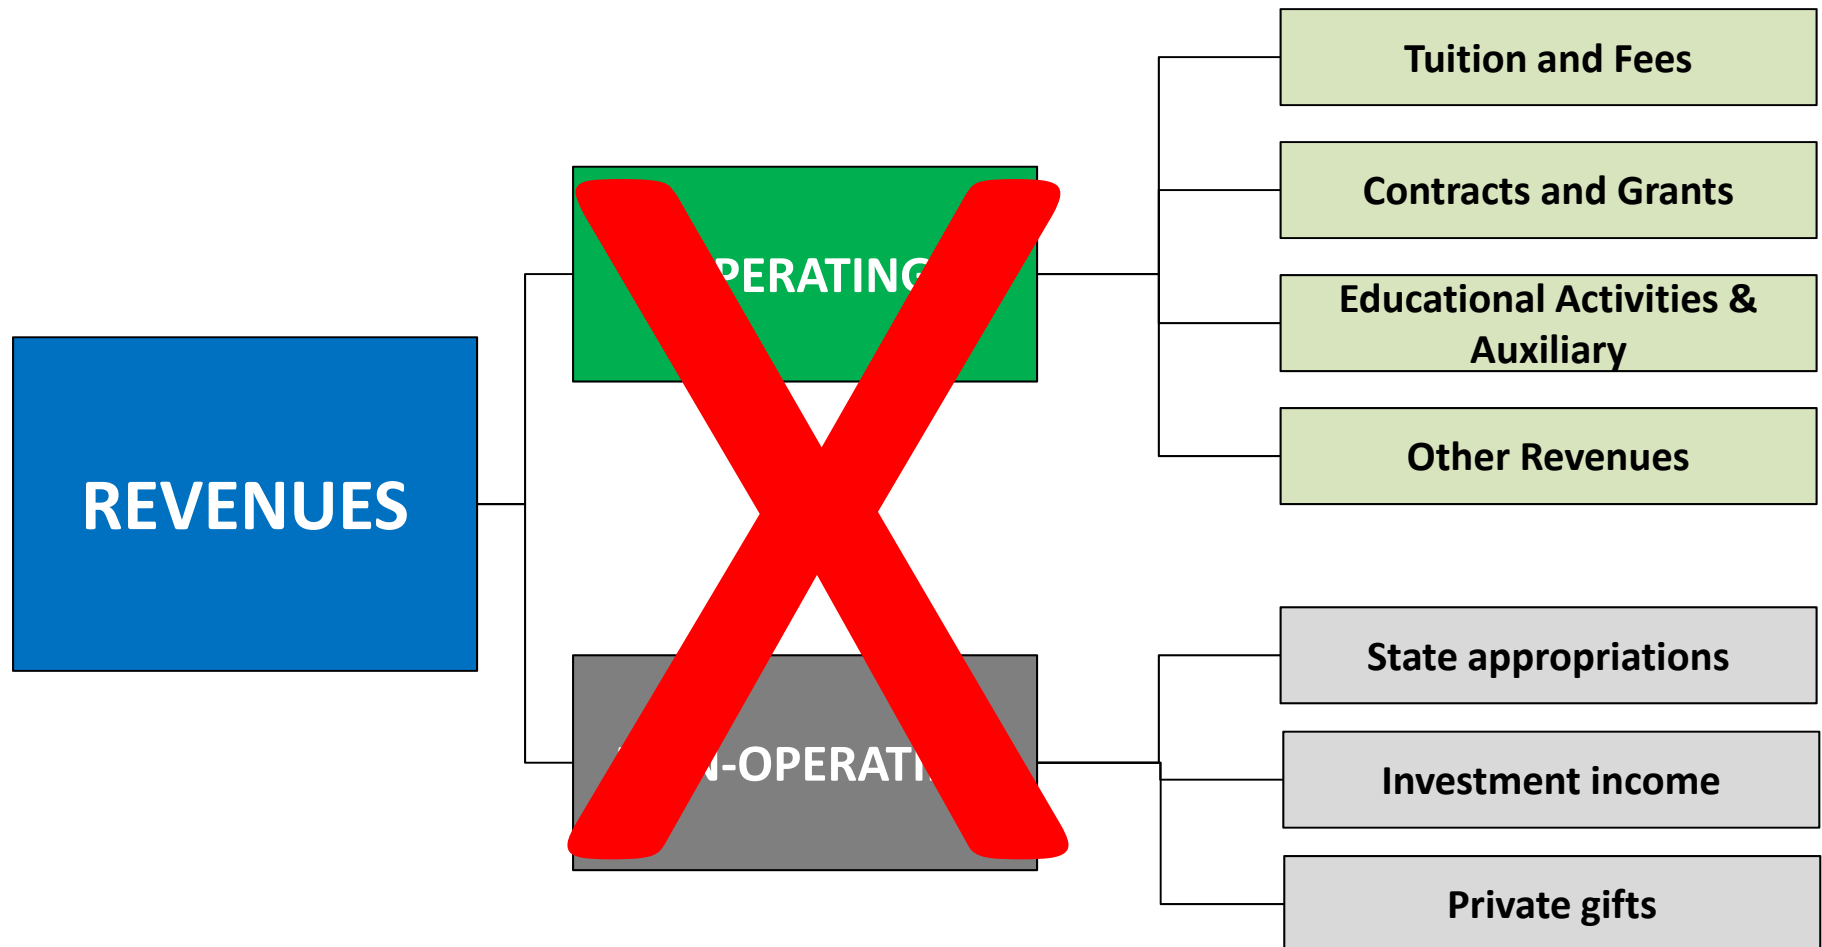 Tuition and Fees
Contracts and Grants
PERATING
Educational Activities &
Auxiliary
REVENUES
Other Revenues
State appropriations
N-OPERATI
Investment income
Private gifts